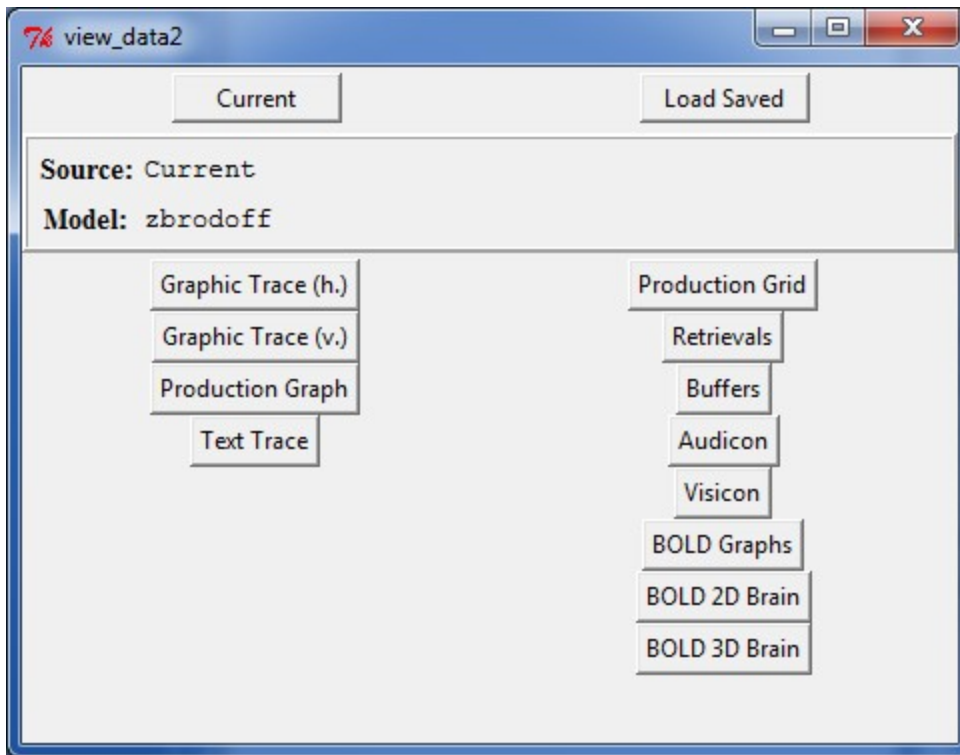 view_data2
Current Load Saved
Source: Current
Model: zbrodoff
Graphic Trace (h.) Production Grid
Graphic Trace (v.) Retrievals
Production Graph Buffers
Text Trace Audicon
Visicon
BOLD Graphs
BOLD 2D Brain
BOLD 3D Brain